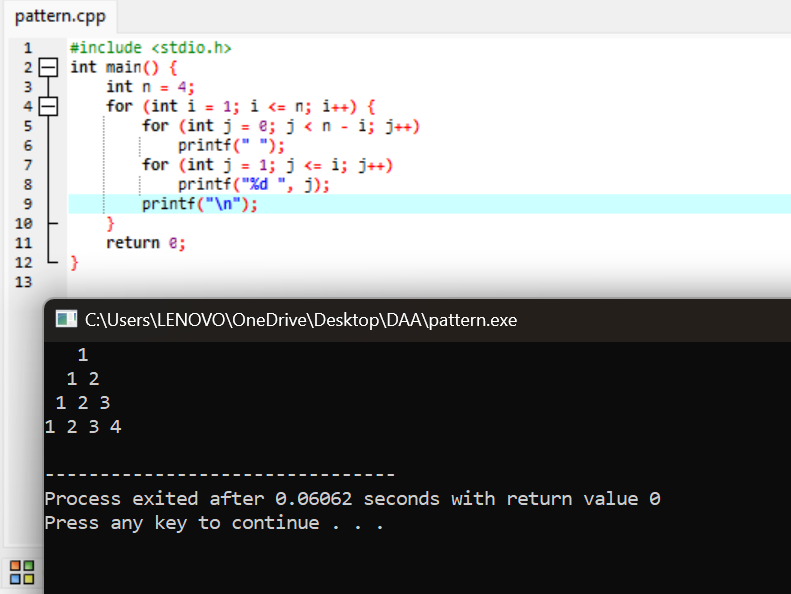 pattern.cpp
1 #include <stdio.h>
2 int main() {
3     int n = 4;
4     for (int i = 1; i <= n; i++) {
5         for (int j = 0; j < n - i; j++)
6             printf(" ");
7         for (int j = 1; j <= i; j++)
8             printf("%d ", j);
9         printf("\n");
10     }
11     return 0;
12 }
13
C:\Users\LENOVO\OneDrive\Desktop\DAA\pattern.exe
   1
  1 2
 1 2 3
1 2 3 4
--------------------------------
Process exited after 0.06062 seconds with return value 0
Press any key to continue . . .